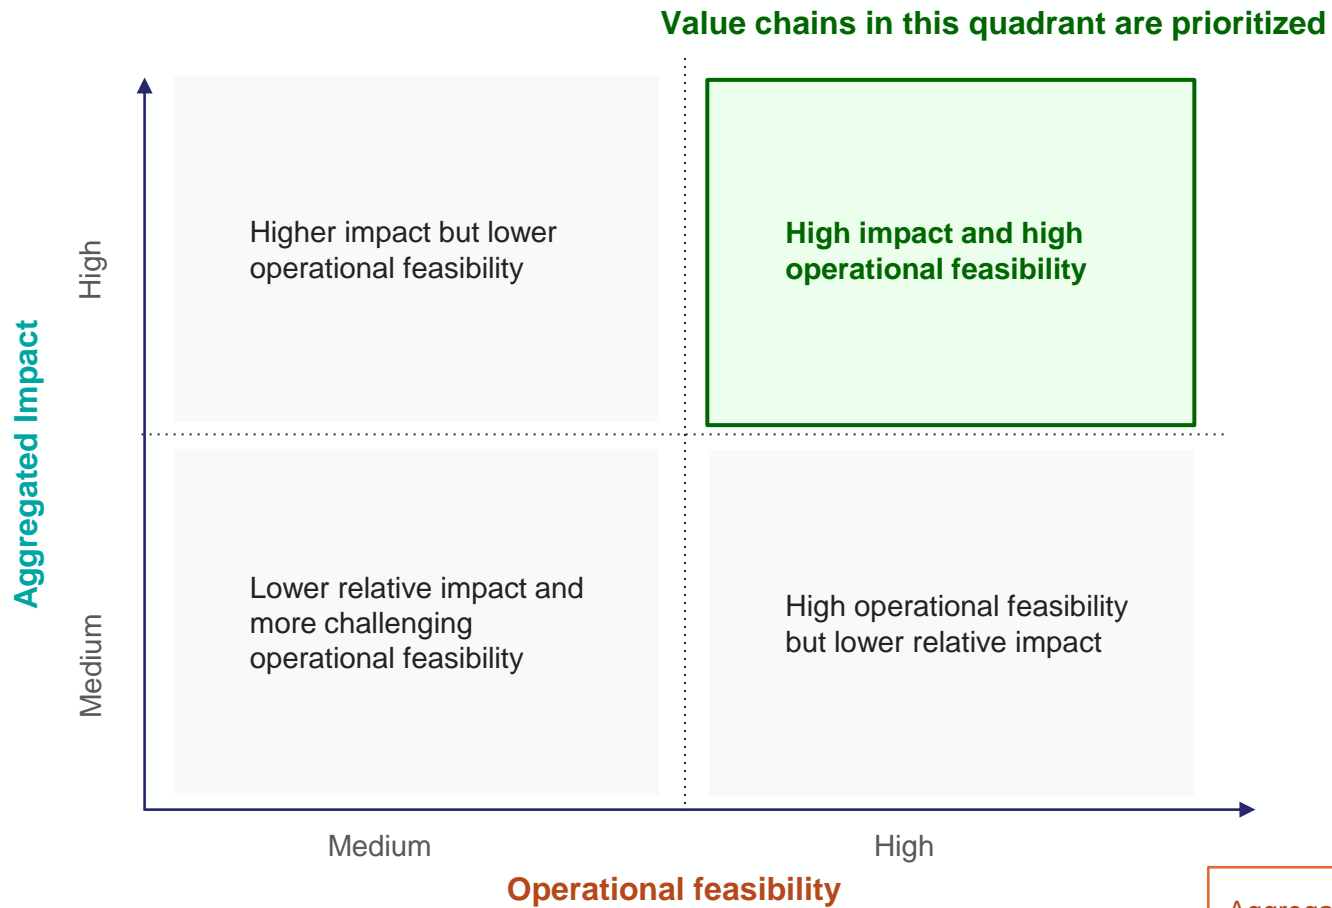 Value chains in this quadrant are prioritized
Aggregated Impact
High
Medium
Higher impact but lower
operational feasibility
High impact and high
operational feasibility
Lower relative impact and
more challenging
operational feasibility
High operational feasibility
but lower relative impact
Medium
High
Operational feasibility